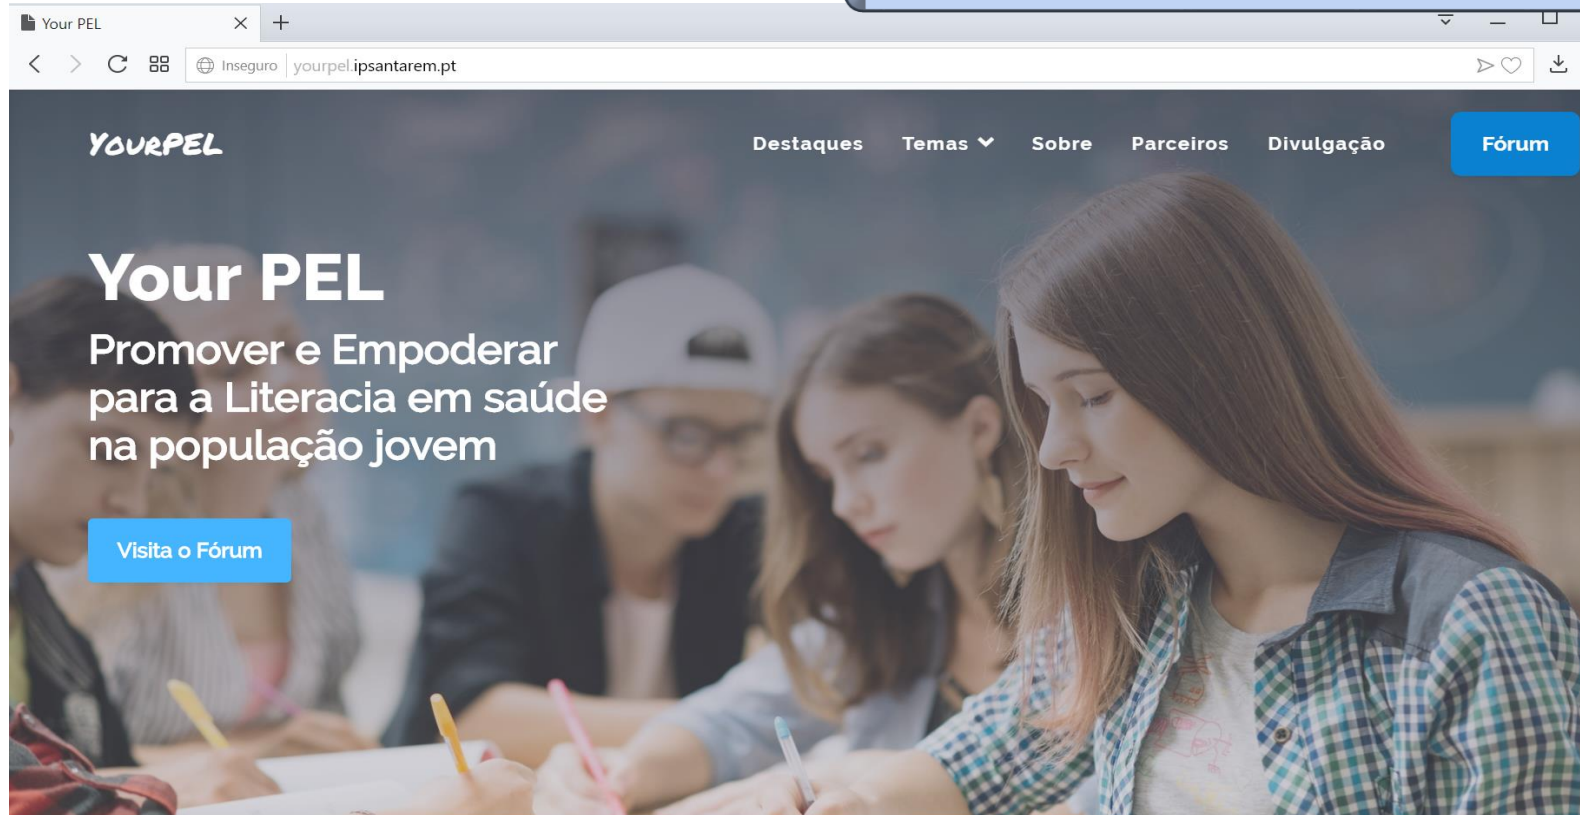 Your PEL
Inseguro yourpel.ipsantarem.pt
YOURPEL Destaques Temas Sobre Parceiros Divulgação Fórum
Your PEL
Promover e Empoderar
para a Literacia em saúde
na população jovem
Visita o Fórum